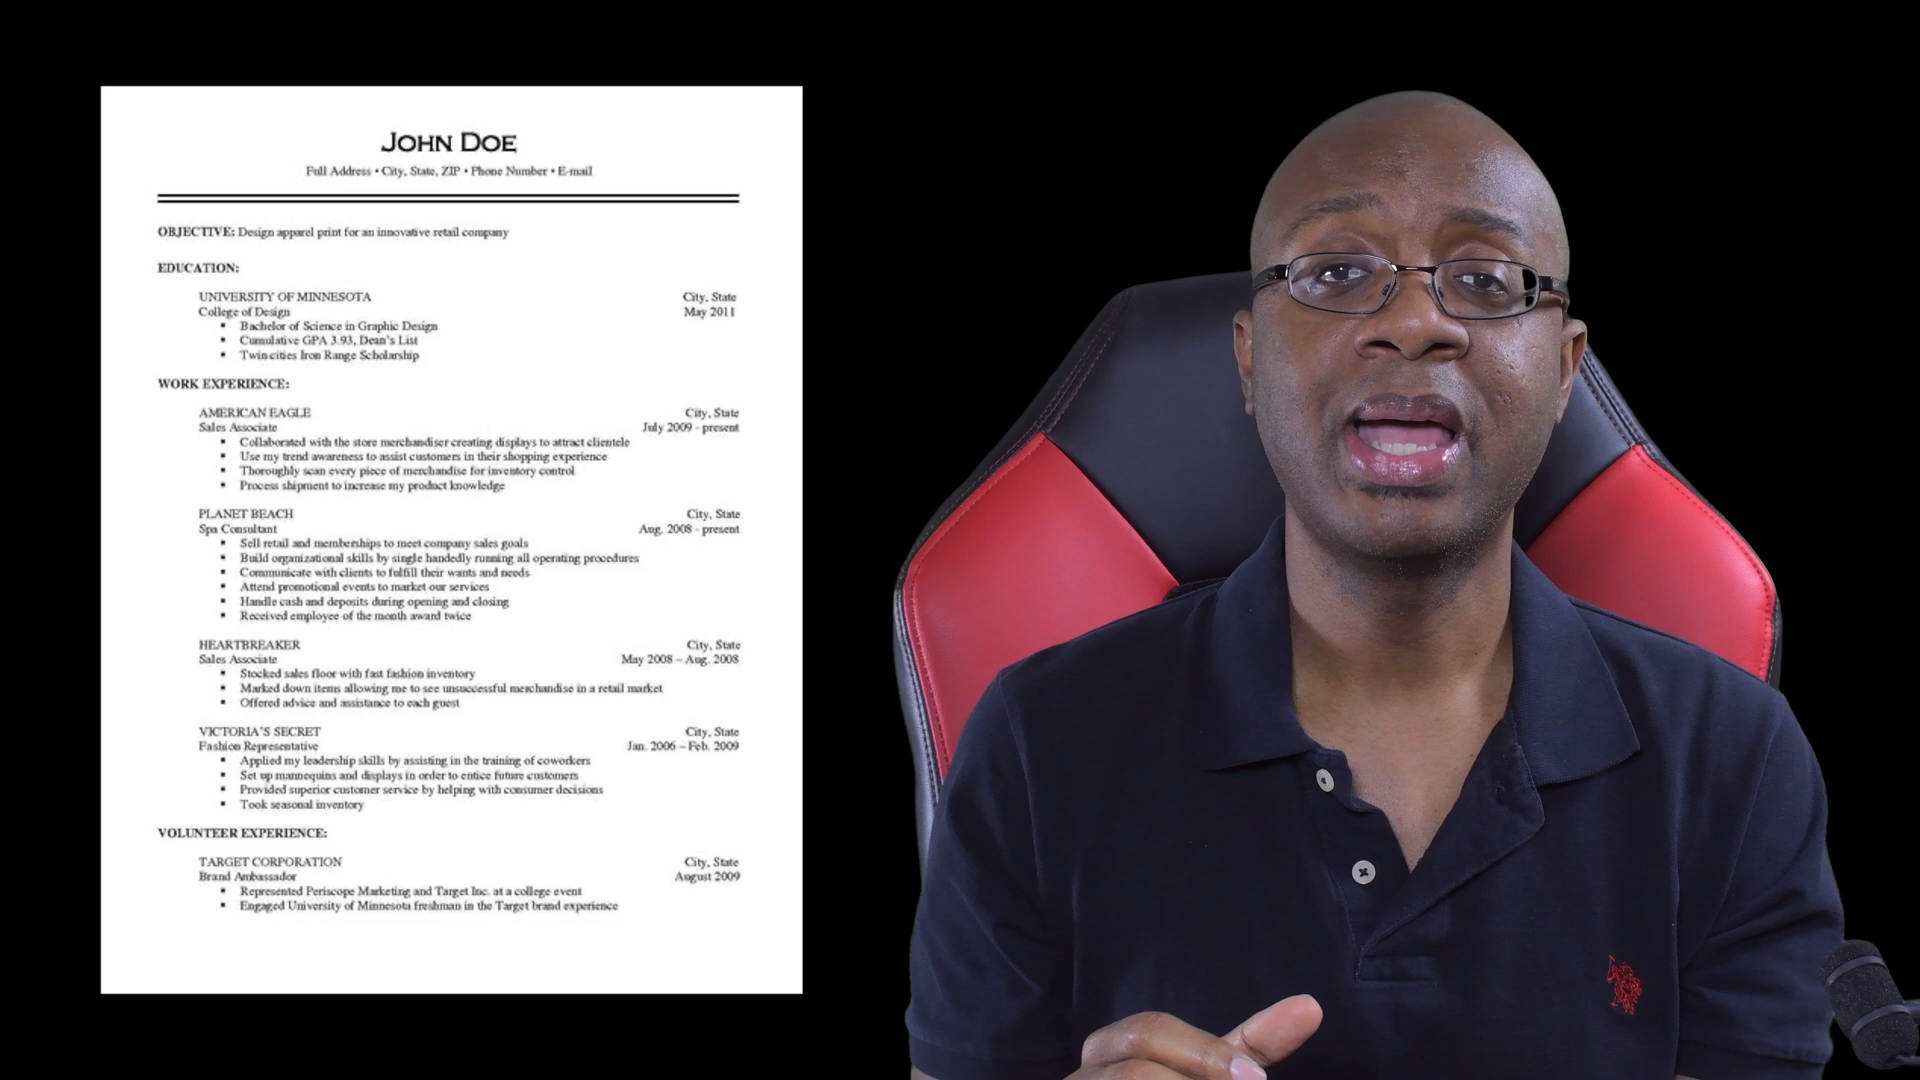 JOHN DOE
Full Address • City, State, ZIP • Phone Number • E-mail
OBJECTIVE: Design apparel print for an innovative retail company
EDUCATION:
UNIVERSITY OF MINNESOTA City, State
College of Design May 2011
▪ Bachelor of Science in Graphic Design
▪ Cumulative GPA 3.93, Dean's List
▪ Twin cities Iron Range Scholarship
WORK EXPERIENCE:
AMERICAN EAGLE City, State
Sales Associate July 2009 - present
▪ Collaborated with the store merchandiser creating displays to attract clientele
▪ Use my trend awareness to assist customers in their shopping experience
▪ Thoroughly scan every piece of merchandise for inventory control
▪ Process shipment to increase my product knowledge
PLANET BEACH City, State
Spa Consultant Aug. 2008 - present
▪ Sell retail and memberships to meet company sales goals
▪ Build organizational skills by single handedly running all operating procedures
▪ Communicate with clients to fulfill their wants and needs
▪ Attend promotional events to market our services
▪ Handle cash and deposits during opening and closing
▪ Received employee of the month award twice
HEARTBREAKER City, State
Sales Associate May 2008 – Aug. 2008
▪ Stocked sales floor with fast fashion inventory
▪ Marked down items allowing me to see unsuccessful merchandise in a retail market
▪ Offered advice and assistance to each guest
VICTORIA'S SECRET City, State
Fashion Representative Jan. 2006 – Feb. 2009
▪ Applied my leadership skills by assisting in the training of coworkers
▪ Set up mannequins and displays in order to entice future customers
▪ Provided superior customer service by helping with consumer decisions
▪ Took seasonal inventory
VOLUNTEER EXPERIENCE:
TARGET CORPORATION City, State
Brand Ambassador August 2009
▪ Represented Periscope Marketing and Target Inc. at a college event
▪ Engaged University of Minnesota freshman in the Target brand experience